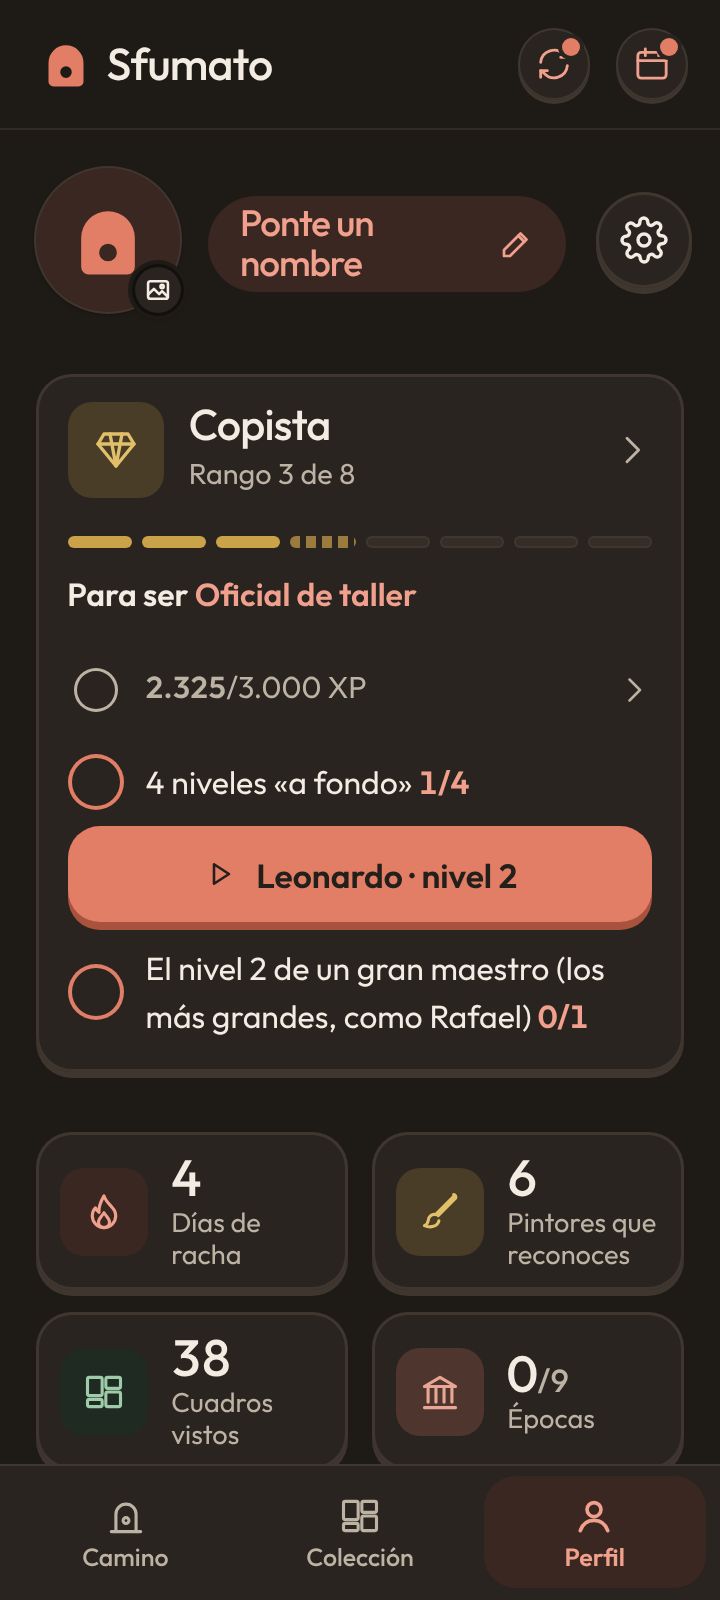 Sfumato
Ponte un
nombre
Copista
Rango 3 de 8
Para ser Oficial de taller
2.325/3.000 XP
4 niveles «a fondo» 1/4
Leonardo · nivel 2
El nivel 2 de un gran maestro (los
más grandes, como Rafael) 0/1
4
Días de
racha
6
Pintores que
reconoces
38
Cuadros
vistos
0/9
Épocas
Camino
Colección
Perfil